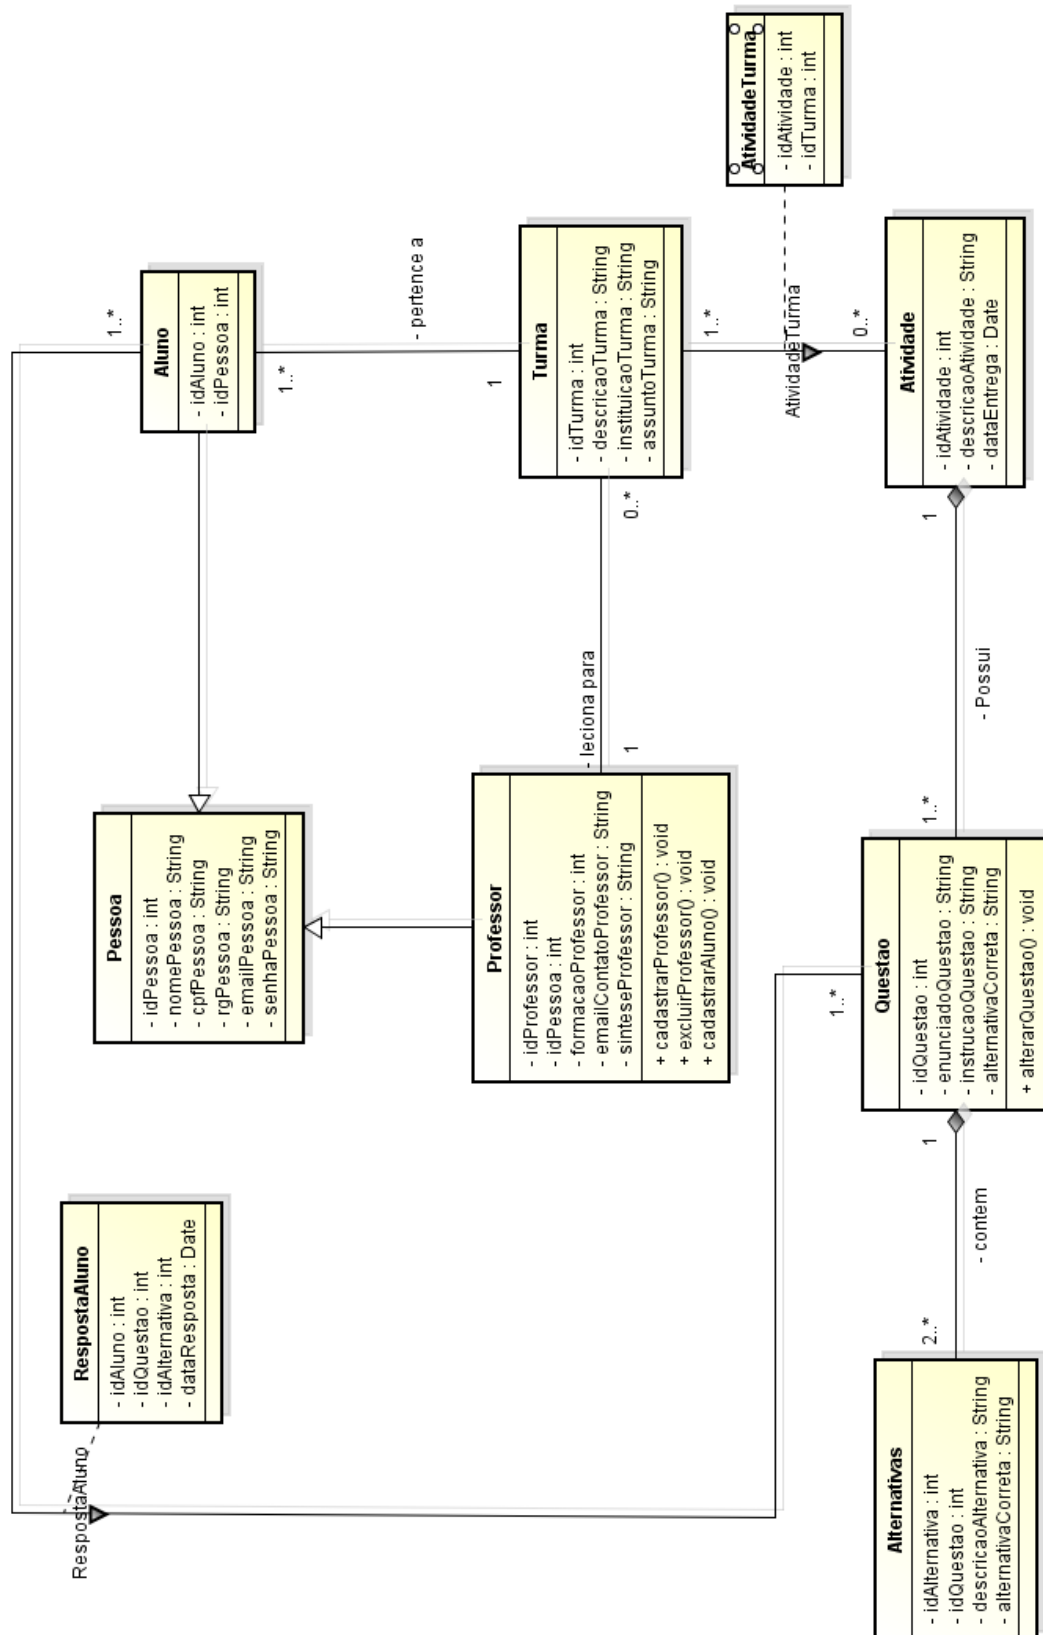 RespostaAluno
RespostaAluno
- idAluno : int
- idQuestao : int
- idAlternativa : int
- dataResposta : Date
Pessoa
- idPessoa : int
- nomePessoa : String
- cpfPessoa : String
- rgPessoa : String
- emailPessoa : String
- senhaPessoa : String
1..*
Aluno
- idAluno : int
- idPessoa : int
1..*
- pertence a
1
Professor
- idProfessor : int
- idPessoa : int
- formacaoProfessor : int
- emailContatoProfessor : String
- sinteseProfessor : String
+ cadastrarProfessor() : void
+ excluirProfessor() : void
+ cadastrarAluno() : void
- leciona para
1
0..*
Turma
- idTurma : int
- descricaoTurma : String
- instituicaoTurma : String
- assuntoTurma : String
1..*
AtividadeTurma
0..*
AtividadeTurma
- idAtividade : int
- idTurma : int
Alternativas
- idAlternativa : int
- idQuestao : int
- descricaoAlternativa : String
- alternativaCorreta : String
2..*
- contem
1
1..*
Questao
- idQuestao : int
- enunciadoQuestao : String
- instrucaoQuestao : String
- alternativaCorreta : String
+ alterarQuestao() : void
1..*
- Possui
1
Atividade
- idAtividade : int
- descricaoAtividade : String
- dataEntrega : Date